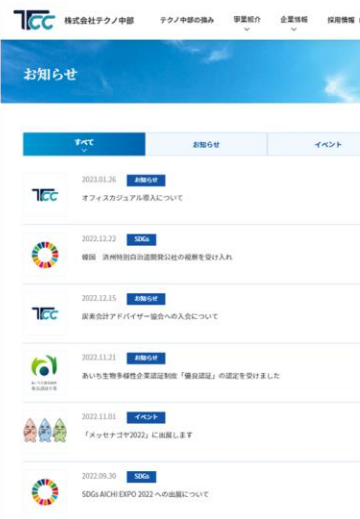 TCC 株式会社テクノ中部 テクノ中部の強み 事業紹介 企業情報 採用情報
お知らせ
すべて お知らせ イベント
2023.01.26 お知らせ
TCC
オフィスカジュアル導入について
2022.12.22 SDGs
韓国 済州特別自治道開発公社の視察を受け入れ
2022.12.15 お知らせ
TCC
炭素会計アドバイザー協会への入会について
2022.11.21 お知らせ
あいち生物多様性企業認証制度「優良認証」の認定を受けました
2022.11.01 イベント
「メッセナゴヤ2022」に出展します
2022.09.30 SDGs
SDGs AICHI EXPO 2022 への出展について